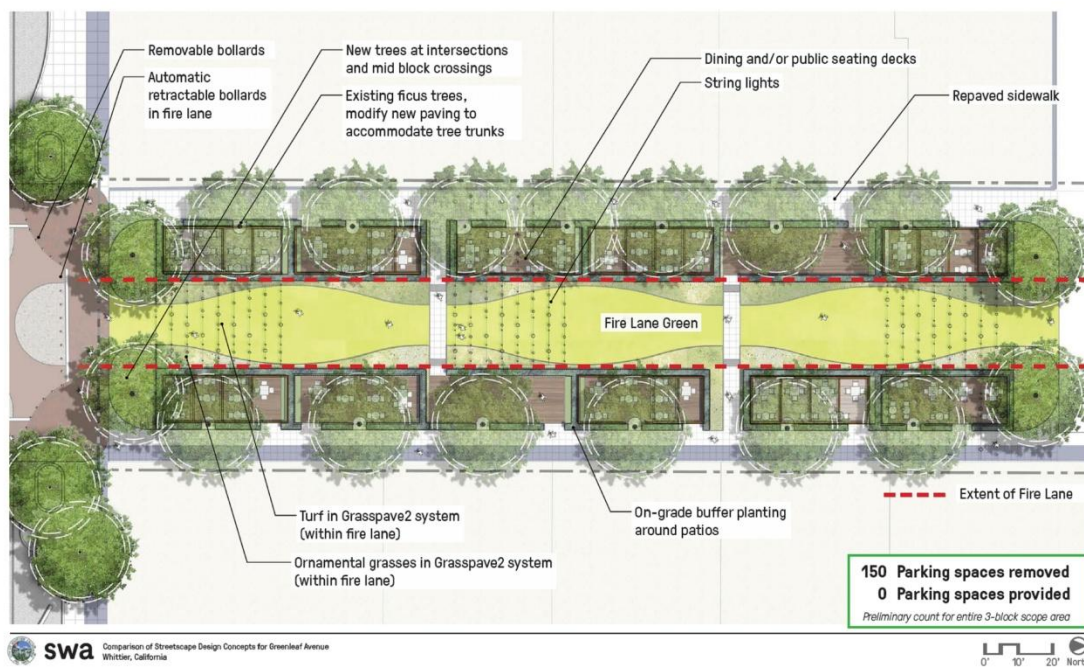 Removable bollards
Automatic
retractable bollards
in fire lane
New trees at intersections
and mid block crossings
Existing ficus trees,
modify new paving to
accommodate tree trunks
Dining and/or public seating decks
String lights
Repaved sidewalk
Fire Lane Green
Extent of Fire Lane
Turf in Grasspave2 system
(within fire lane)
Ornamental grasses in Grasspave2 system
(within fire lane)
On-grade buffer planting
around patios
150 Parking spaces removed
0 Parking spaces provided
Preliminary count for entire 3-block scope area
swa
Comparison of Streetscape Design Concepts for Greenleaf Avenue
Whittier, California
0' 10' 20' Nort